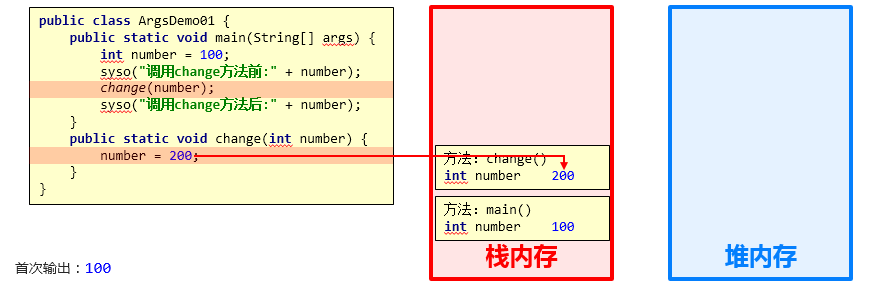 public class ArgsDemo01 {
    public static void main(String[] args) {
        int number = 100;
        syso("调用change方法前:" + number);
        change(number);
        syso("调用change方法后:" + number);
    }
    public static void change(int number) {
        number = 200;
    }
}
首次输出：100
方法：change()
int number 200
方法：main()
int number 100
栈内存
堆内存